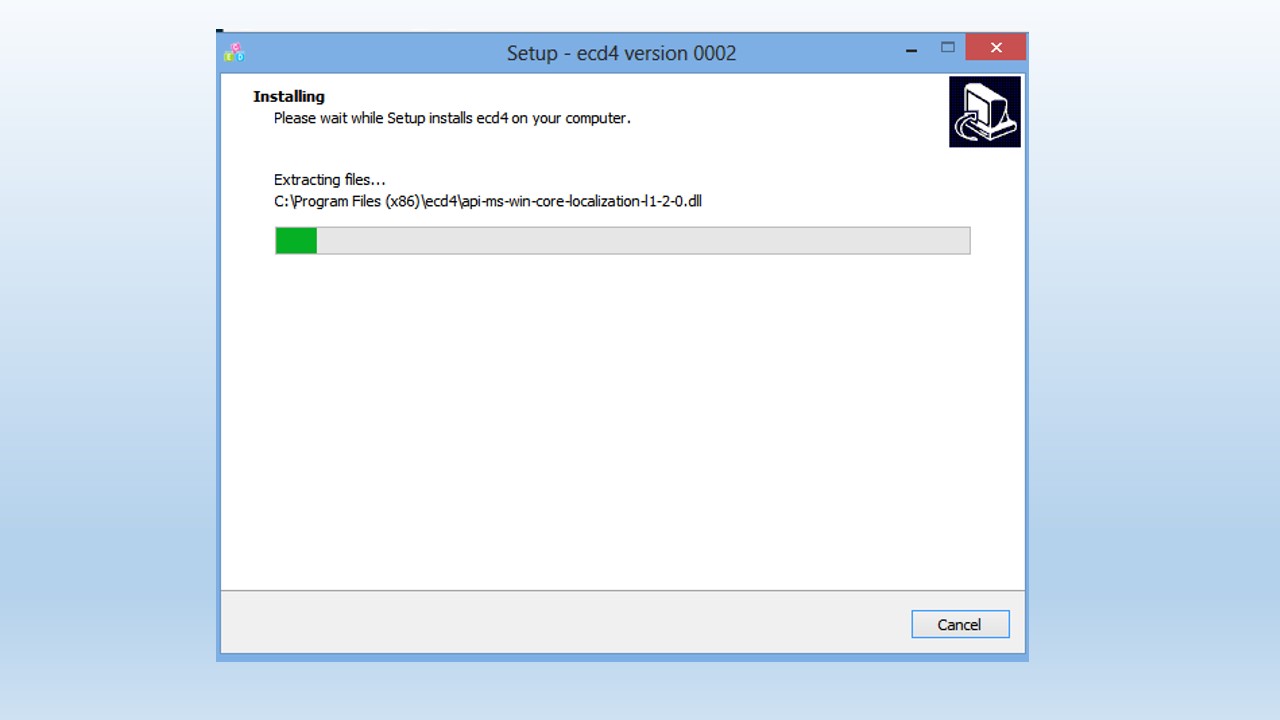 Setup - ecd4 version 0002
Installing
Please wait while Setup installs ecd4 on your computer.
Extracting files...
C:\Program Files (x86)\ecd4\api-ms-win-core-localization-l1-2-0.dll
Cancel